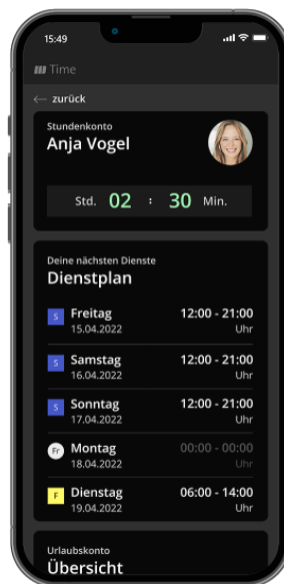 15:49
Time
← zurück
Stundenkonto
Anja Vogel
Std. 02 : 30 Min.
Deine nächsten Dienste
Dienstplan
S Freitag 12:00 - 21:00
15.04.2022 Uhr
S Samstag 12:00 - 21:00
16.04.2022 Uhr
S Sonntag 12:00 - 21:00
17.04.2022 Uhr
Fr Montag 00:00 - 00:00
18.04.2022 Uhr
F Dienstag 06:00 - 14:00
19.04.2022 Uhr
Urlaubskonto
Übersicht